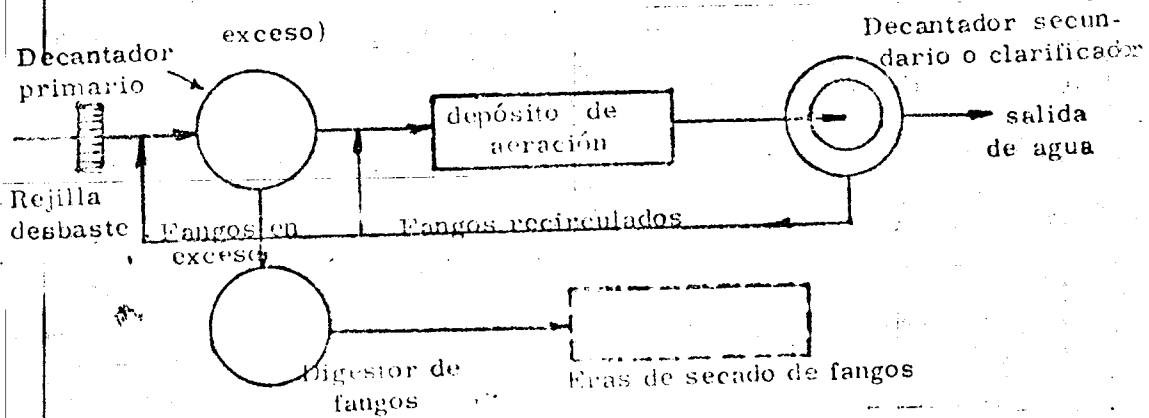 exceso)
Decantador
primario
Decantador secun-
dario o clarificador
depósito de
aeración
salida
de agua
Rejilla
desbaste
Fangos en
exceso
Fangos recirculados
Digestor de
fangos
Eras de secado de fangos